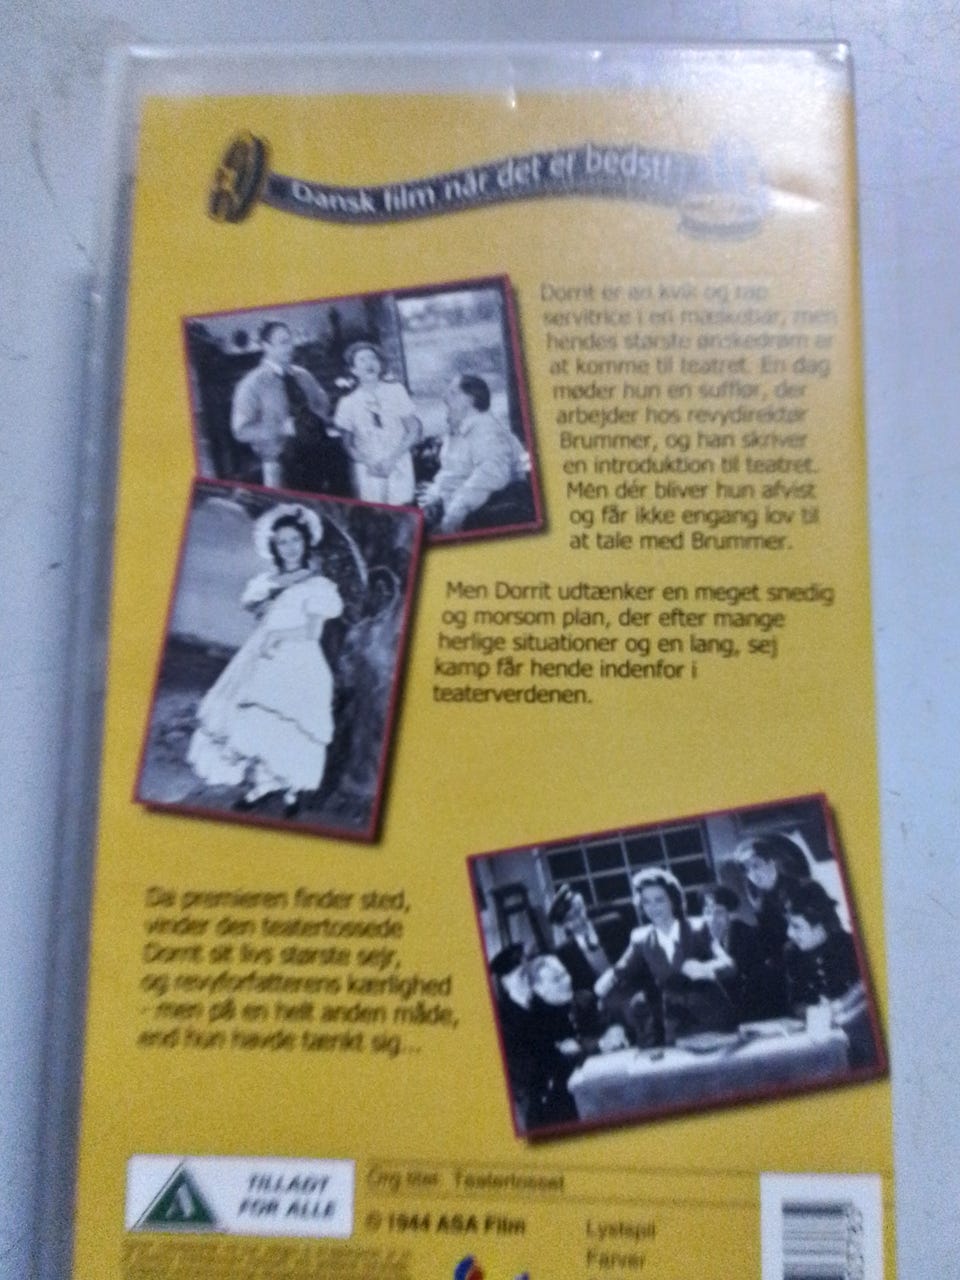 Dansk film når det er bedst!
Dorrit er en kvik og rap
servitrice i en mælkebar, men
hendes største ønskedrøm er
at komme til teatret. En dag
møder hun en sufflør, der
arbejder hos revydirektør
Brummer, og han skriver
en introduktion til teatret.
Men dér bliver hun afvist
og får ikke engang lov til
at tale med Brummer.
Men Dorrit udtænker en meget snedig
og morsom plan, der efter mange
herlige situationer og en lang, sej
kamp får hende indenfor i
teaterverdenen.
Da premieren finder sted,
vinder den teatertossede
Dorrit sit livs største sejr,
og revyforfatterens kærlighed
- men på en helt anden måde,
end hun havde tænkt sig...
A
TILLADT
FOR ALLE
Org titel: Teatertosset
© 1944 ASA Film
Lystspil
Farver